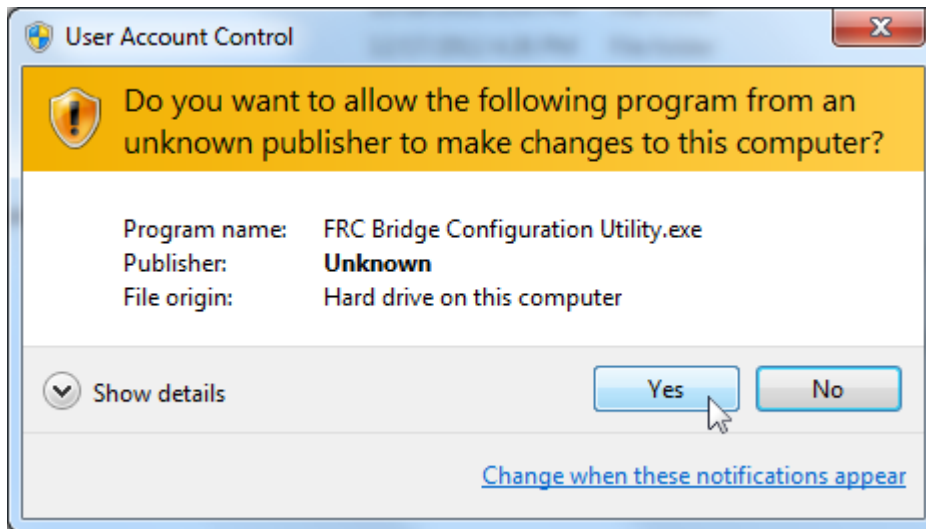 User Account Control
Do you want to allow the following program from an
unknown publisher to make changes to this computer?
Program name: FRC Bridge Configuration Utility.exe
Publisher: Unknown
File origin: Hard drive on this computer
Show details
Yes
No
Change when these notifications appear